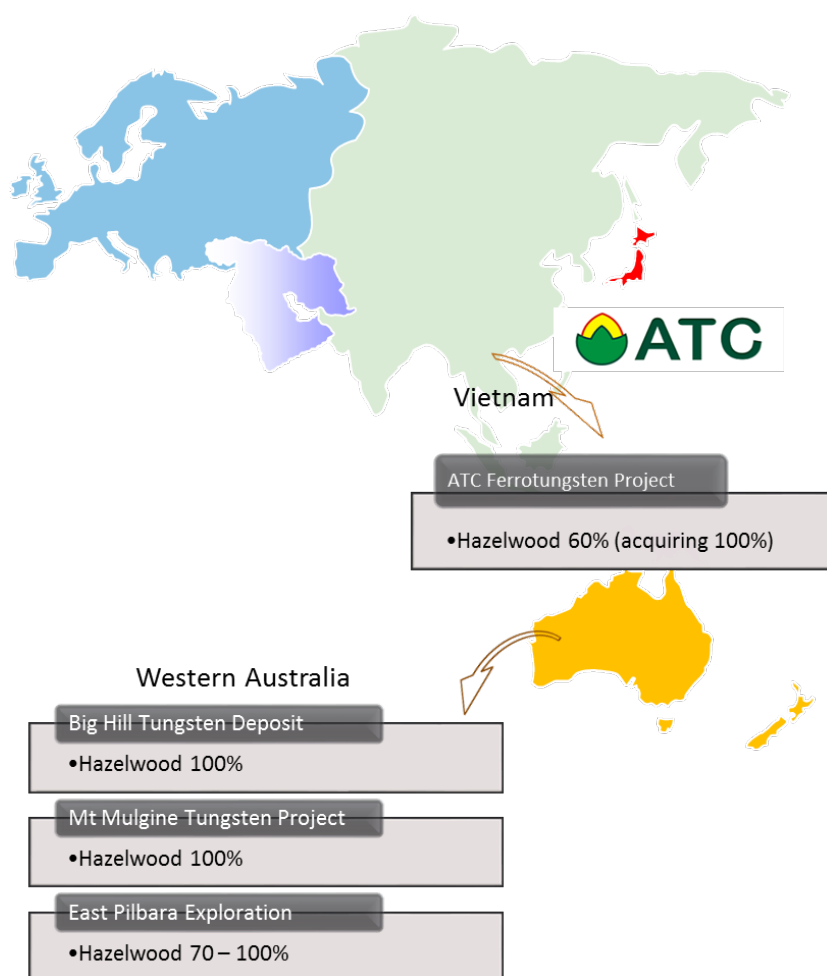 ATC
Vietnam
ATC Ferrotungsten Project
•Hazelwood 60% (acquiring 100%)
Western Australia
Big Hill Tungsten Deposit
•Hazelwood 100%
Mt Mulgine Tungsten Project
•Hazelwood 100%
East Pilbara Exploration
•Hazelwood 70 – 100%